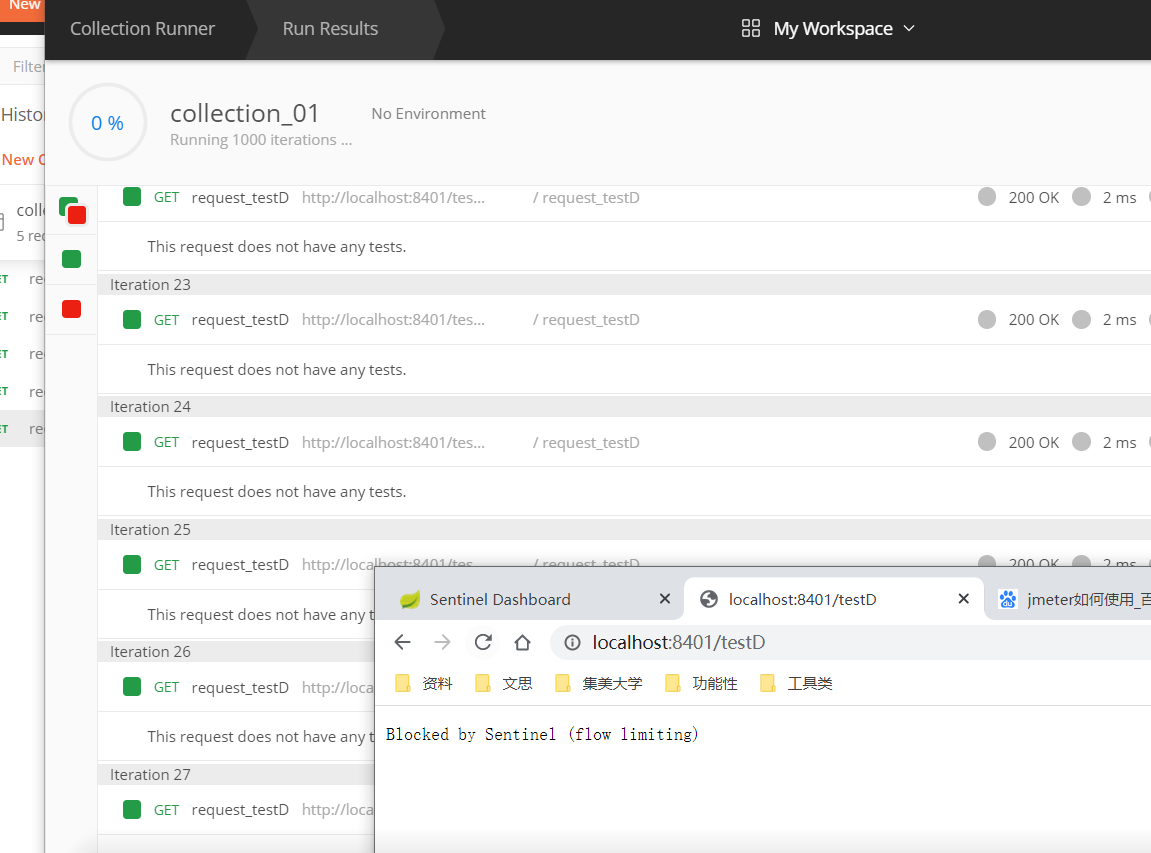 New
Collection Runner
Run Results
My Workspace
Filte
Histo
New C
colle
5 rec
ET re
ET re
ET re
ET re
ET re
0 %
collection_01
No Environment
Running 1000 iterations ...
GET request_testD http://localhost:8401/tes... / request_testD 200 OK 2 ms
This request does not have any tests.
Iteration 23
GET request_testD http://localhost:8401/tes... / request_testD 200 OK 2 ms
This request does not have any tests.
Iteration 24
GET request_testD http://localhost:8401/tes... / request_testD 200 OK 2 ms
This request does not have any tests.
Iteration 25
GET request_testD http://localhost:8401/tes... / request_testD 200 OK 2 ms
This request does not have any t
Iteration 26
GET request_testD http://loca
This request does not have any t
Iteration 27
GET request_testD http://loca
Sentinel Dashboard
localhost:8401/testD
jmeter如何使用_百
localhost:8401/testD
资料 文思 集美大学 功能性 工具类
Blocked by Sentinel (flow limiting)